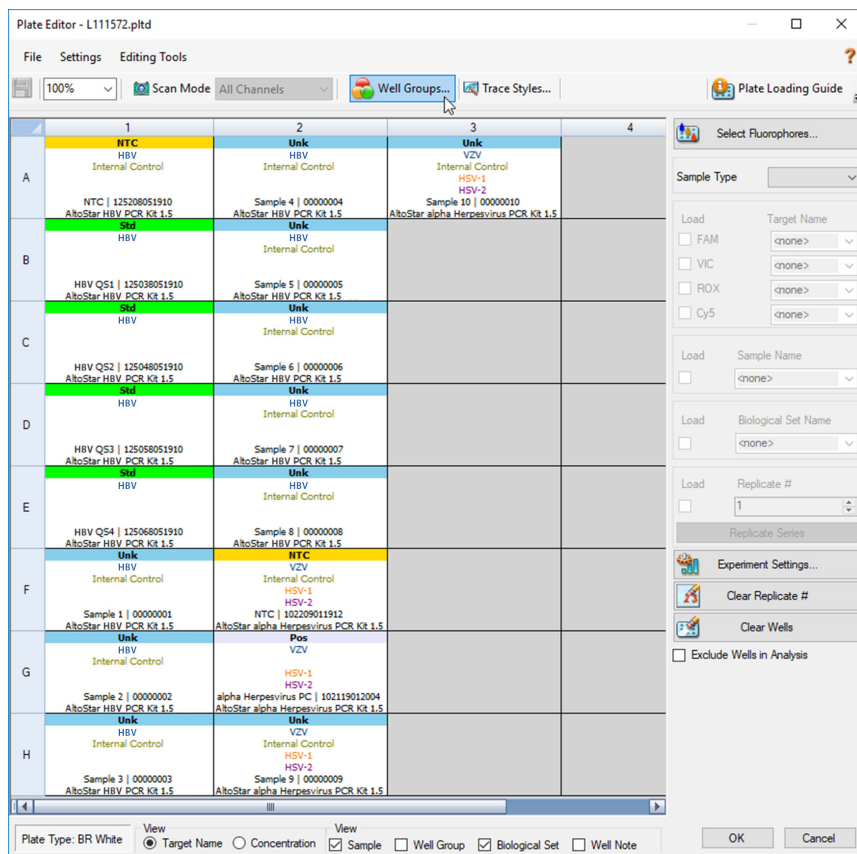 Plate Editor - L111572.pltd
File Settings Editing Tools
100% Scan Mode All Channels Well Groups... Trace Styles... Plate Loading Guide
1 2 3 4
A
NTC
HBV
Internal Control
NTC | 125208051910
AltoStar HBV PCR Kit 1.5
Unk
HBV
Internal Control
Sample 4 | 00000004
AltoStar HBV PCR Kit 1.5
Unk
VZV
Internal Control
HSV-1
HSV-2
Sample 10 | 00000010
AltoStar alpha Herpesvirus PCR Kit 1.5
B
Std
HBV
HBV QS1 | 125038051910
AltoStar HBV PCR Kit 1.5
Unk
HBV
Internal Control
Sample 5 | 00000005
AltoStar HBV PCR Kit 1.5
C
Std
HBV
HBV QS2 | 125048051910
AltoStar HBV PCR Kit 1.5
Unk
HBV
Internal Control
Sample 6 | 00000006
AltoStar HBV PCR Kit 1.5
D
Std
HBV
HBV QS3 | 125058051910
AltoStar HBV PCR Kit 1.5
Unk
HBV
Internal Control
Sample 7 | 00000007
AltoStar HBV PCR Kit 1.5
E
Std
HBV
HBV QS4 | 125068051910
AltoStar HBV PCR Kit 1.5
Unk
HBV
Internal Control
Sample 8 | 00000008
AltoStar HBV PCR Kit 1.5
F
Unk
HBV
Internal Control
Sample 1 | 00000001
AltoStar HBV PCR Kit 1.5
NTC
VZV
Internal Control
HSV-1
HSV-2
NTC | 102209011912
AltoStar alpha Herpesvirus PCR Kit 1.5
G
Unk
HBV
Internal Control
Sample 2 | 00000002
AltoStar HBV PCR Kit 1.5
Pos
VZV
HSV-1
HSV-2
alpha Herpesvirus PC | 102119012004
AltoStar alpha Herpesvirus PCR Kit 1.5
H
Unk
HBV
Internal Control
Sample 3 | 00000003
AltoStar HBV PCR Kit 1.5
Unk
VZV
Internal Control
HSV-1
HSV-2
Sample 9 | 00000009
AltoStar alpha Herpesvirus PCR Kit 1.5
Select Fluorophores...
Sample Type
Load Target Name
FAM <none>
VIC <none>
ROX <none>
Cy5 <none>
Load Sample Name
<none>
Load Biological Set Name
<none>
Load Replicate #
1
Replicate Series
Experiment Settings...
Clear Replicate #
Clear Wells
Exclude Wells in Analysis
Plate Type: BR White
View
Target Name Concentration
View
Sample Well Group Biological Set Well Note
OK Cancel